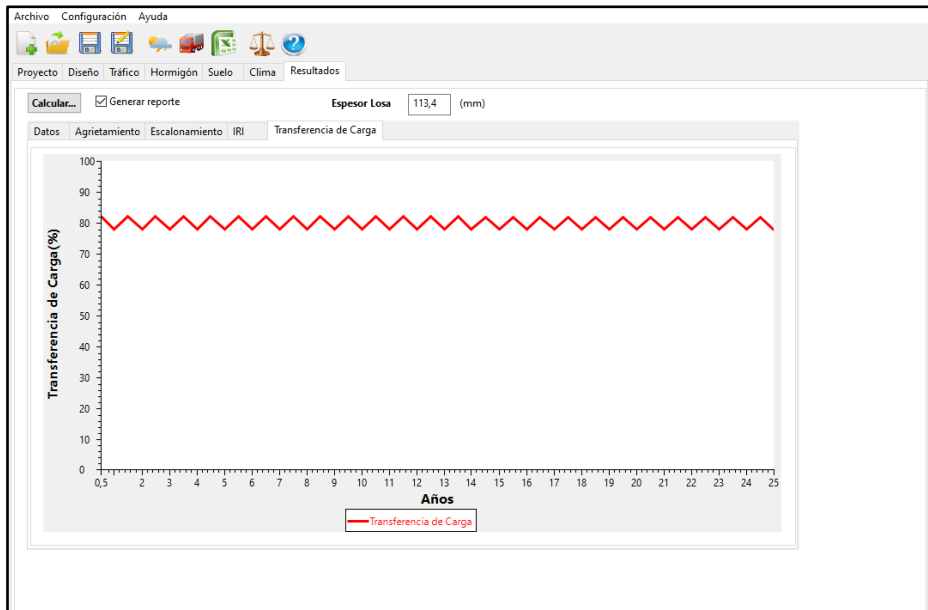 Archivo Configuración Ayuda
Proyecto Diseño Tráfico Hormigón Suelo Clima Resultados
Calcular... Generar reporte Espesor Losa 113,4 (mm)
Datos Agrietamiento Escalonamiento IRI Transferencia de Carga
Transferencia de Carga(%)
100
90
80
70
60
50
40
30
20
10
0
0,5 2 3 4 5 6 7 8 9 10 11 12 13 14 15 16 17 18 19 20 21 22 23 24 25
Años
Transferencia de Carga